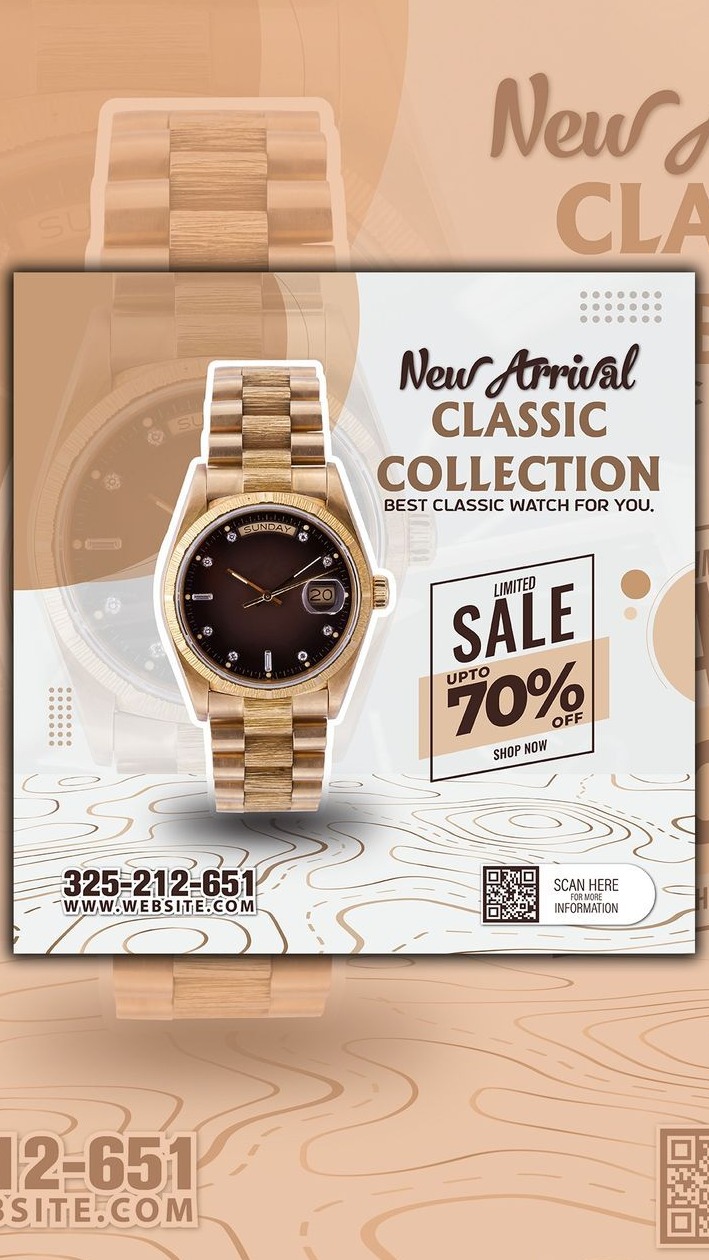 New A
CLA
New Arrival
CLASSIC
COLLECTION
BEST CLASSIC WATCH FOR YOU.
SUNDAY
20
LIMITED
SALE
UPTO
70%
OFF
SHOP NOW
325-212-651
WWW.WEBSITE.COM
SCAN HERE
FOR MORE
INFORMATION
12-651
BSITE.COM